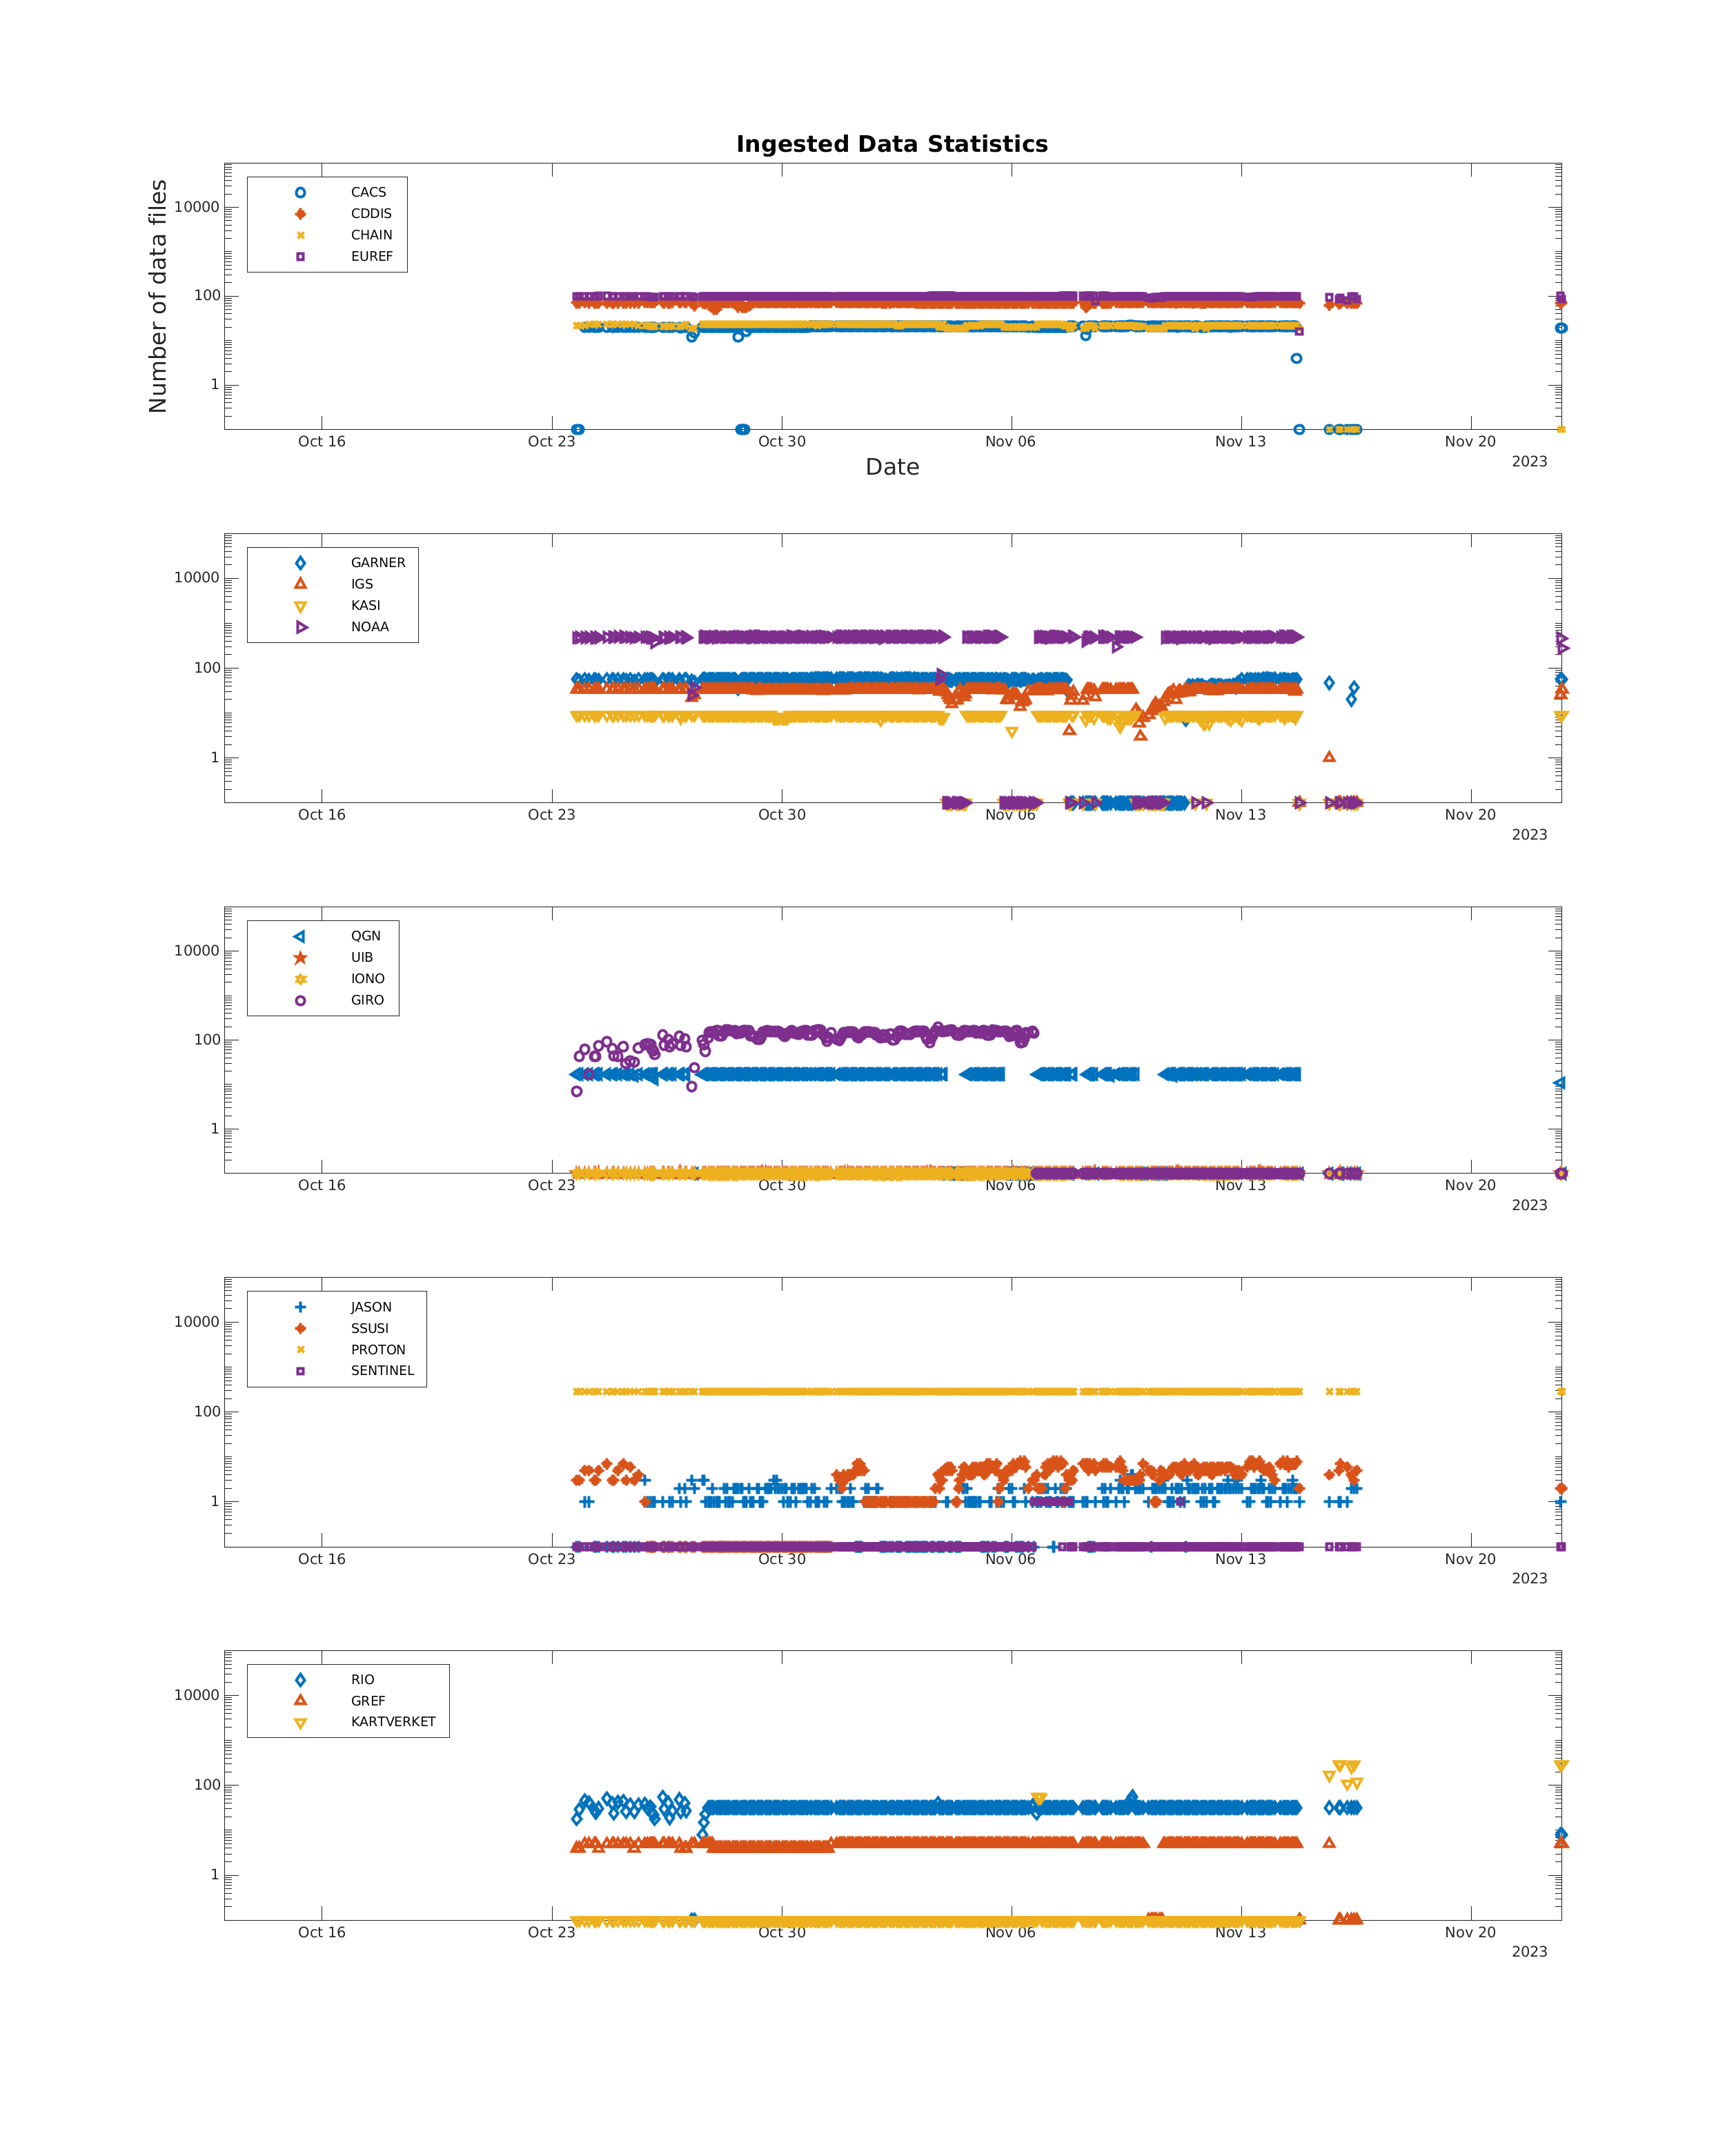 Ingested Data Statistics
Number of data files
10000
100
1
CACS
CDDIS
CHAIN
EUREF
Oct 16 Oct 23 Oct 30 Nov 06 Nov 13 Nov 20
2023
Date
10000
100
1
GARNER
IGS
KASI
NOAA
Oct 16 Oct 23 Oct 30 Nov 06 Nov 13 Nov 20
2023
10000
100
1
QGN
UIB
IONO
GIRO
Oct 16 Oct 23 Oct 30 Nov 06 Nov 13 Nov 20
2023
10000
100
1
JASON
SSUSI
PROTON
SENTINEL
Oct 16 Oct 23 Oct 30 Nov 06 Nov 13 Nov 20
2023
10000
100
1
RIO
GREF
KARTVERKET
Oct 16 Oct 23 Oct 30 Nov 06 Nov 13 Nov 20
2023